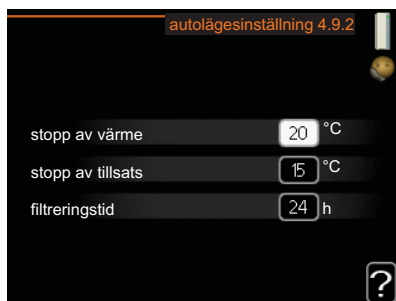 autolägesinställning 4.9.2
stopp av värme 20 °C
stopp av tillsats 15 °C
filtreringstid 24 h
?